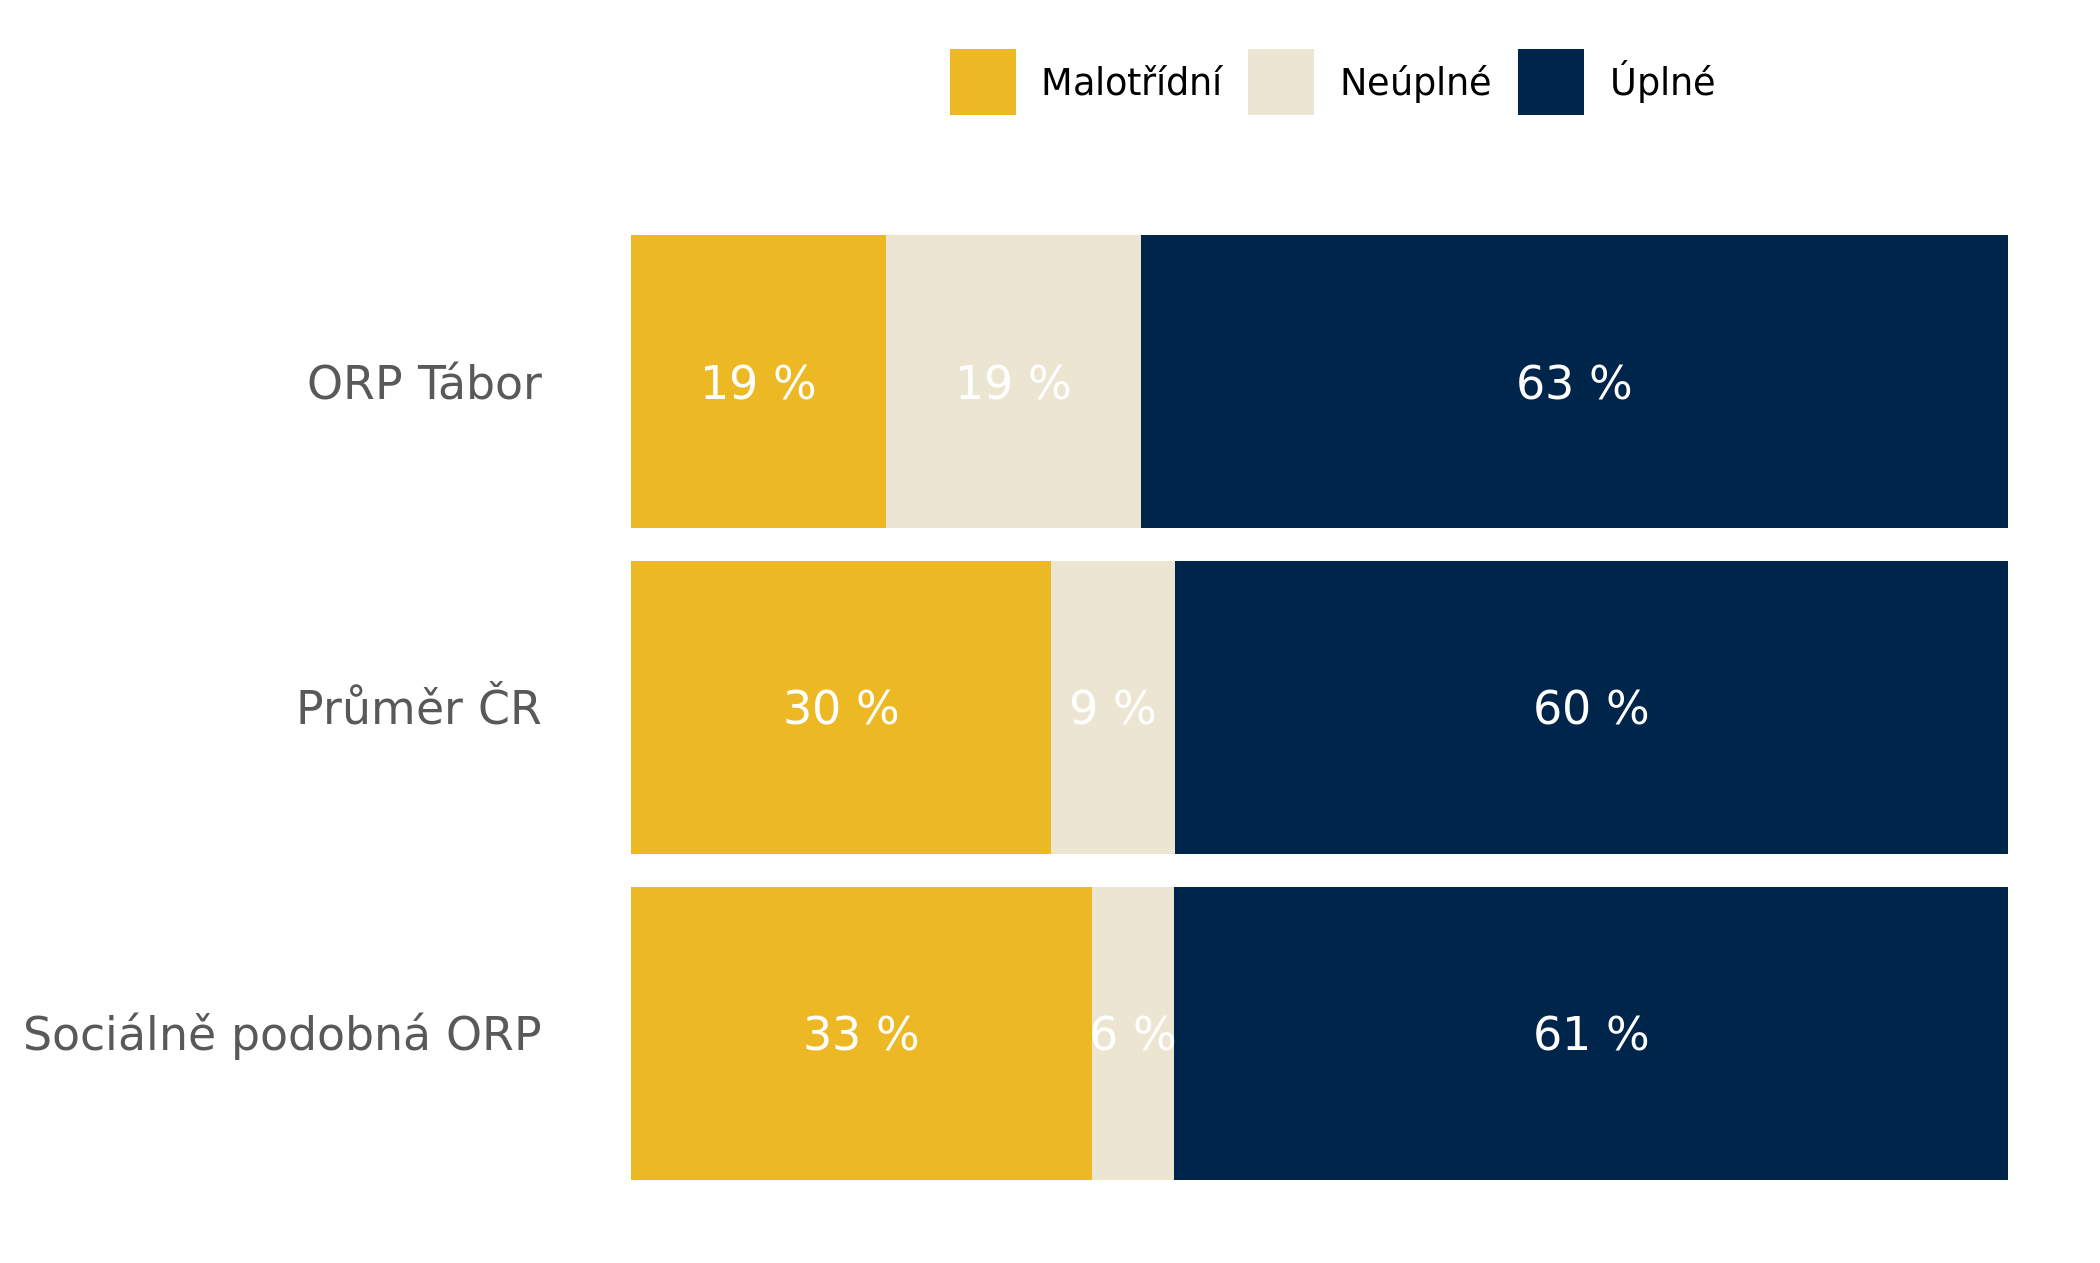 Malotřídní Neúplné Úplné
ORP Tábor 19 % 19 % 63 %
Průměr ČR 30 % 9 % 60 %
Sociálně podobná ORP 33 % 6 % 61 %